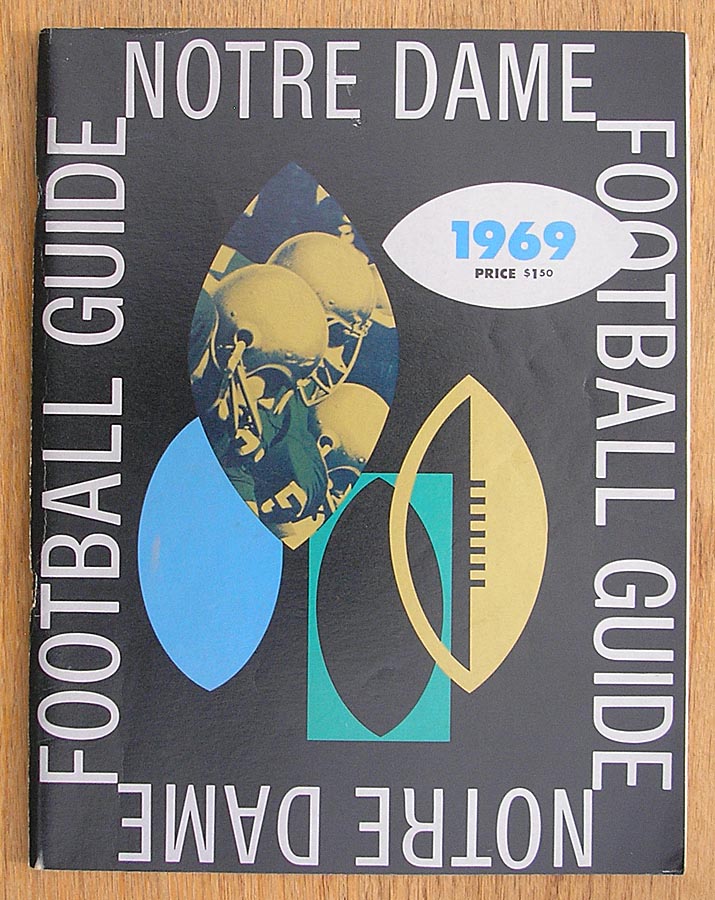 NOTRE DAME
FOOTBALL GUIDE
1969
PRICE $1.50
FOOTBALL GUIDE
NOTRE DAME